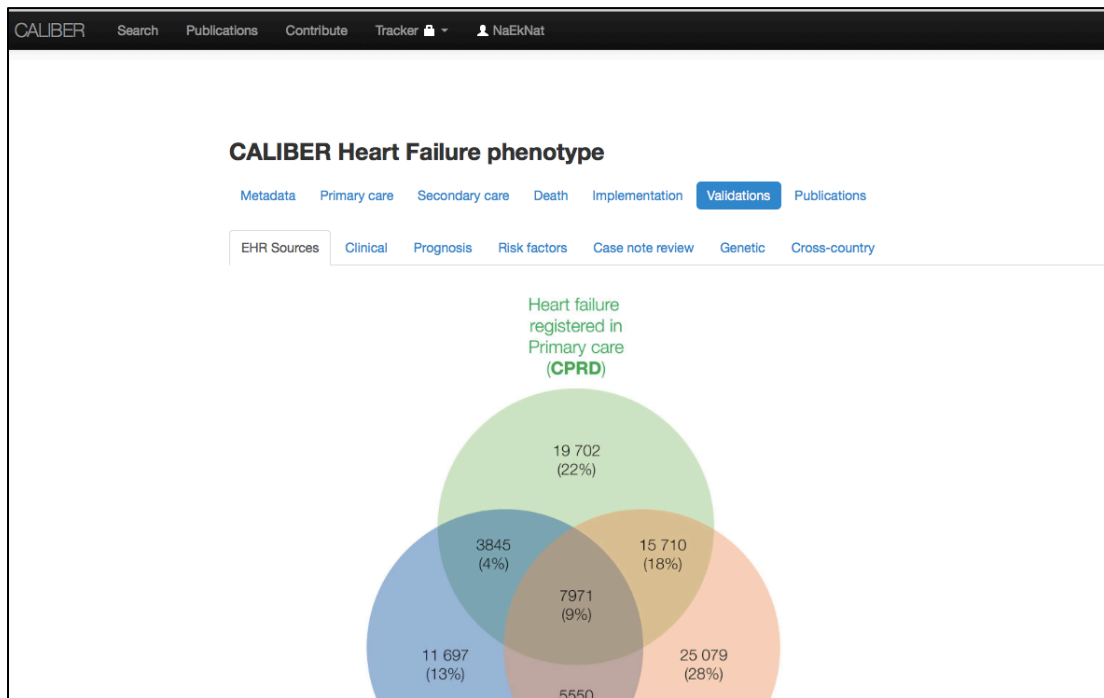 CALIBER Search Publications Contribute Tracker NaEkNat
CALIBER Heart Failure phenotype
Metadata Primary care Secondary care Death Implementation Validations Publications
EHR Sources Clinical Prognosis Risk factors Case note review Genetic Cross-country
Heart failure
registered in
Primary care
(CPRD)
19 702
(22%)
3845
(4%)
15 710
(18%)
7971
(9%)
11 697
(13%)
25 079
(28%)
5550